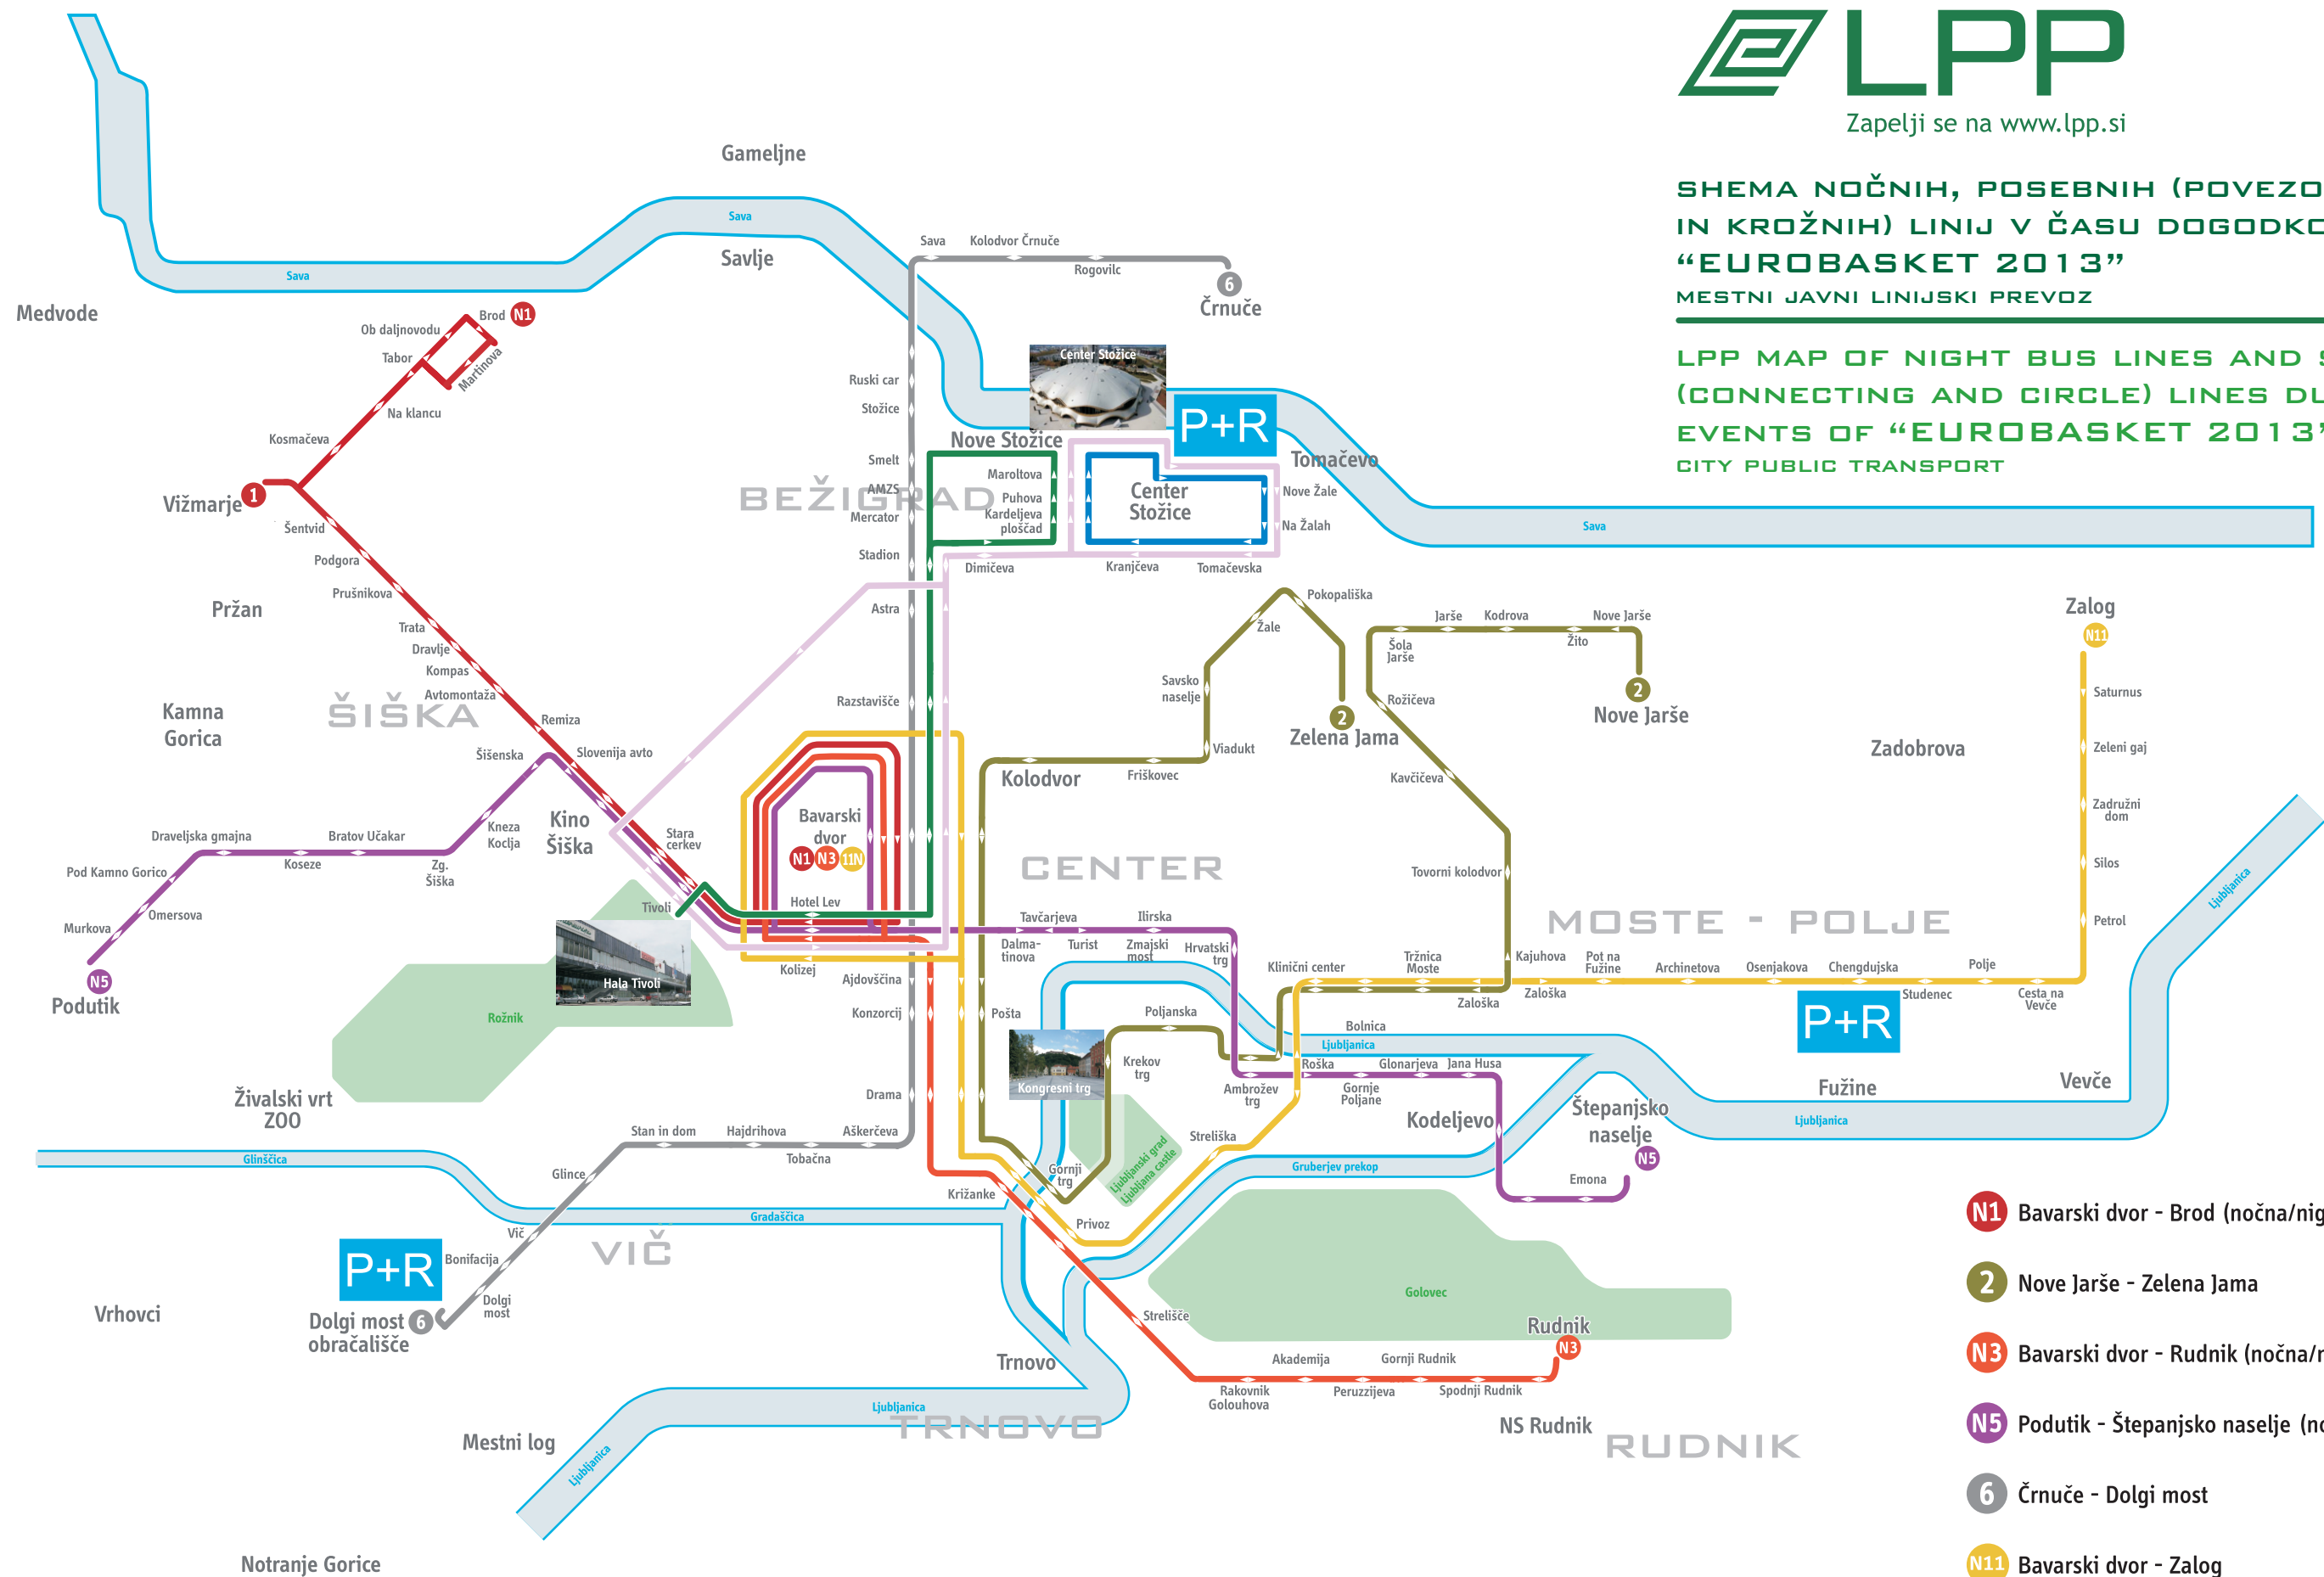 LPP
Zapelji se na www.lpp.si
SHEMA NOČNIH, POSEBNIH (POVEZO
IN KROŽNIH) LINIJ V ČASU DOGODKO
“EUROBASKET 2013”
MESTNI JAVNI LINIJSKI PREVOZ
LPP MAP OF NIGHT BUS LINES AND S
(CONNECTING AND CIRCLE) LINES DU
EVENTS OF “EUROBASKET 2013”
CITY PUBLIC TRANSPORT
Gameljne
Sava
Savlje
Sava
Medvode
Sava
Kolodvor Črnuče
Rogovilc
6
Črnuče
Brod
N1
Ob daljnovodu
Tabor
Martinova
Na klancu
Kosmačeva
Vižmarje
1
Šentvid
Podgora
Prušnikova
Pržan
Trata
Dravlje
Kompas
Avtomontaža
ŠIŠKA
Kamna
Gorica
Remiza
Slovenija avto
Šišenska
Kino
Šiška
Stara
cerkev
Kneza
Koclja
Zg.
Šiška
Bratov Učakar
Koseze
Draveljska gmajna
Pod Kamno Gorico
Omersova
Murkova
N5
Podutik
Tivoli
Hala Tivoli
Rožnik
Ruski car
Stožice
Smelt
AMZS
Mercator
BEŽIGRAD
Stadion
Astra
Razstavišče
Center Stožice
P+R
Nove Stožice
Maroltova
Puhova
Kardeljeva
ploščad
Dimičeva
Center
Stožice
Tomačevo
Nove Žale
Na Žalah
Kranjčeva
Tomačevska
Sava
Pokopališka
Žale
Savsko
naselje
Viadukt
Friškovec
Kolodvor
2
Zelena Jama
Šola
Jarše
Jarše
Kodrova
Žito
Nove Jarše
2
Nove Jarše
Rožičeva
Kavčičeva
Tovorni kolodvor
Zadobrova
Zalog
N11
Saturnus
Zeleni gaj
Zadružni
dom
Silos
Petrol
Ljubljanica
Bavarski
dvor
N1
N3
11N
Hotel Lev
Kolizej
CENTER
MOSTE - POLJE
Tavčarjeva
Ilirska
Dalma-
tinova
Turist
Zmajski
most
Hrvatski
trg
Klinični center
Tržnica
Moste
Zaloška
Kajuhova
Zaloška
Pot na
Fužine
Archinetova
Osenjakova
Chengdujska
Studenec
Polje
Cesta na
Vevče
P+R
Ajdovščina
Konzorcij
Pošta
Drama
Poljanska
Kongresni trg
Krekov
trg
Bolnica
Ljubljanica
Roška
Ambrožev
trg
Gornje
Poljane
Glonarjeva
Jana Husa
Kodeljevo
Štepanjsko
naselje
N5
Emona
Fužine
Vevče
Ljubljanica
Živalski vrt
ZOO
Glinščica
Stan in dom
Hajdrihova
Tobačna
Aškerčeva
Glince
Vič
Bonifacija
Dolgi
most
P+R
Dolgi most
obračališče
6
Gradaščica
VIČ
Vrhovci
Križanke
Gornji
trg
Ljubljanski grad
Ljubljana castle
Streliška
Privoz
Gruberjev prekop
Golovec
Strelišče
Rakovnik
Golouhova
Akademija
Peruzzijeva
Gornji Rudnik
Spodnji Rudnik
Rudnik
N3
NS Rudnik
RUDNIK
Trnovo
Ljubljanica
TRNOVO
Mestni log
Ljubljanica
Notranje Gorice
N1 Bavarski dvor - Brod (nočna/nig
2 Nove Jarše - Zelena Jama
N3 Bavarski dvor - Rudnik (nočna/n
N5 Podutik - Štepanjsko naselje (no
6 Črnuče - Dolgi most
N11 Bavarski dvor - Zalog